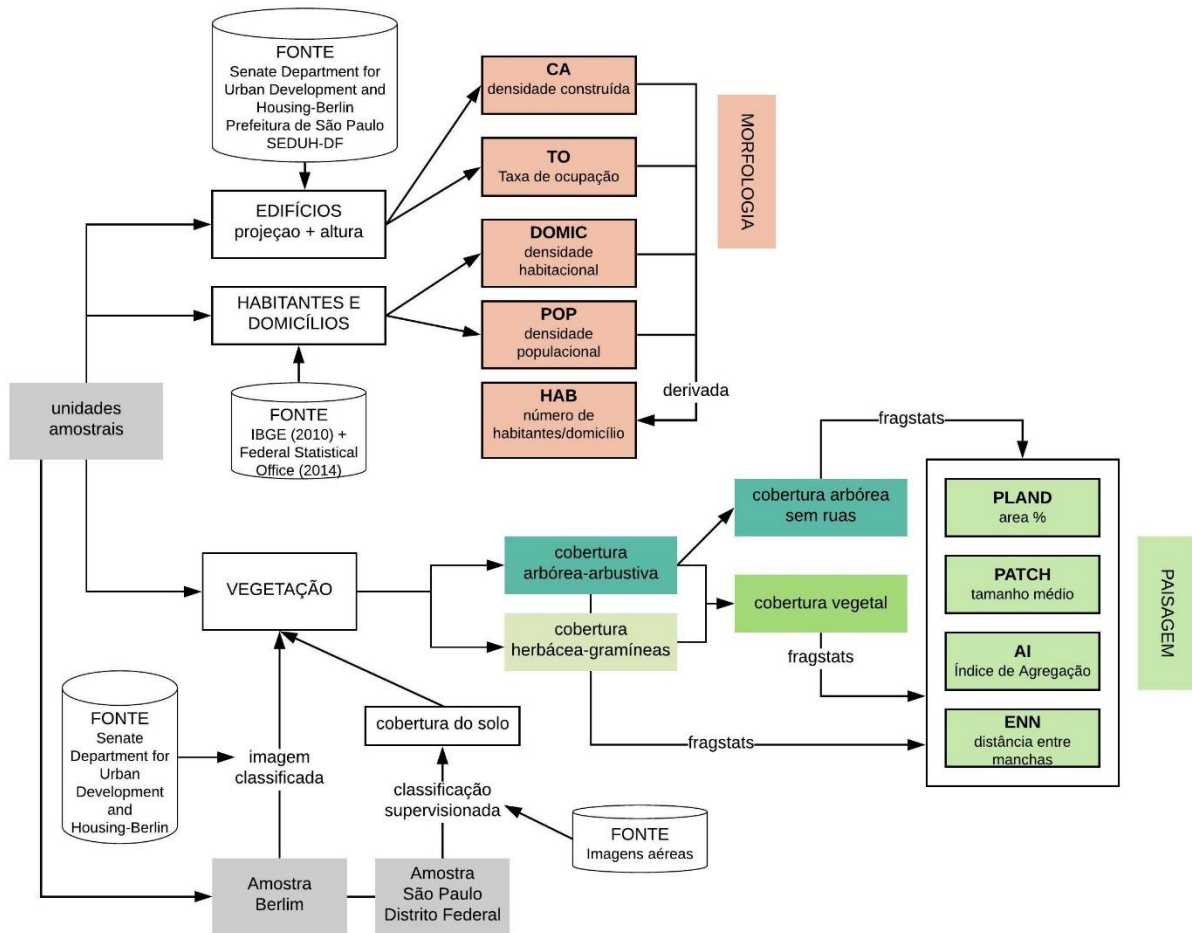 FONTE
Senate Department for
Urban Development and
Housing-Berlin
Prefeitura de São Paulo
SEDUH-DF
CA
densidade construída
TO
Taxa de ocupação
DOMIC
densidade
habitacional
POP
densidade
populacional
HAB
número de
habitantes/domicílio
derivada
MORFOLOGIA
EDIFÍCIOS
projeçao + altura
HABITANTES E
DOMICÍLIOS
FONTE
IBGE (2010) +
Federal Statistical
Office (2014)
unidades
amostrais
VEGETAÇÃO
cobertura
arbórea-arbustiva
cobertura
herbácea-gramíneas
cobertura arbórea
sem ruas
cobertura vegetal
fragstats
fragstats
fragstats
PLAND
area %
PATCH
tamanho médio
AI
Índice de Agregação
ENN
distância entre
manchas
PAISAGEM
FONTE
Senate
Department for
Urban
Development
and
Housing-Berlin
imagem
classificada
cobertura do solo
classificação
supervisionada
FONTE
Imagens aéreas
Amostra
Berlim
Amostra
São Paulo
Distrito Federal